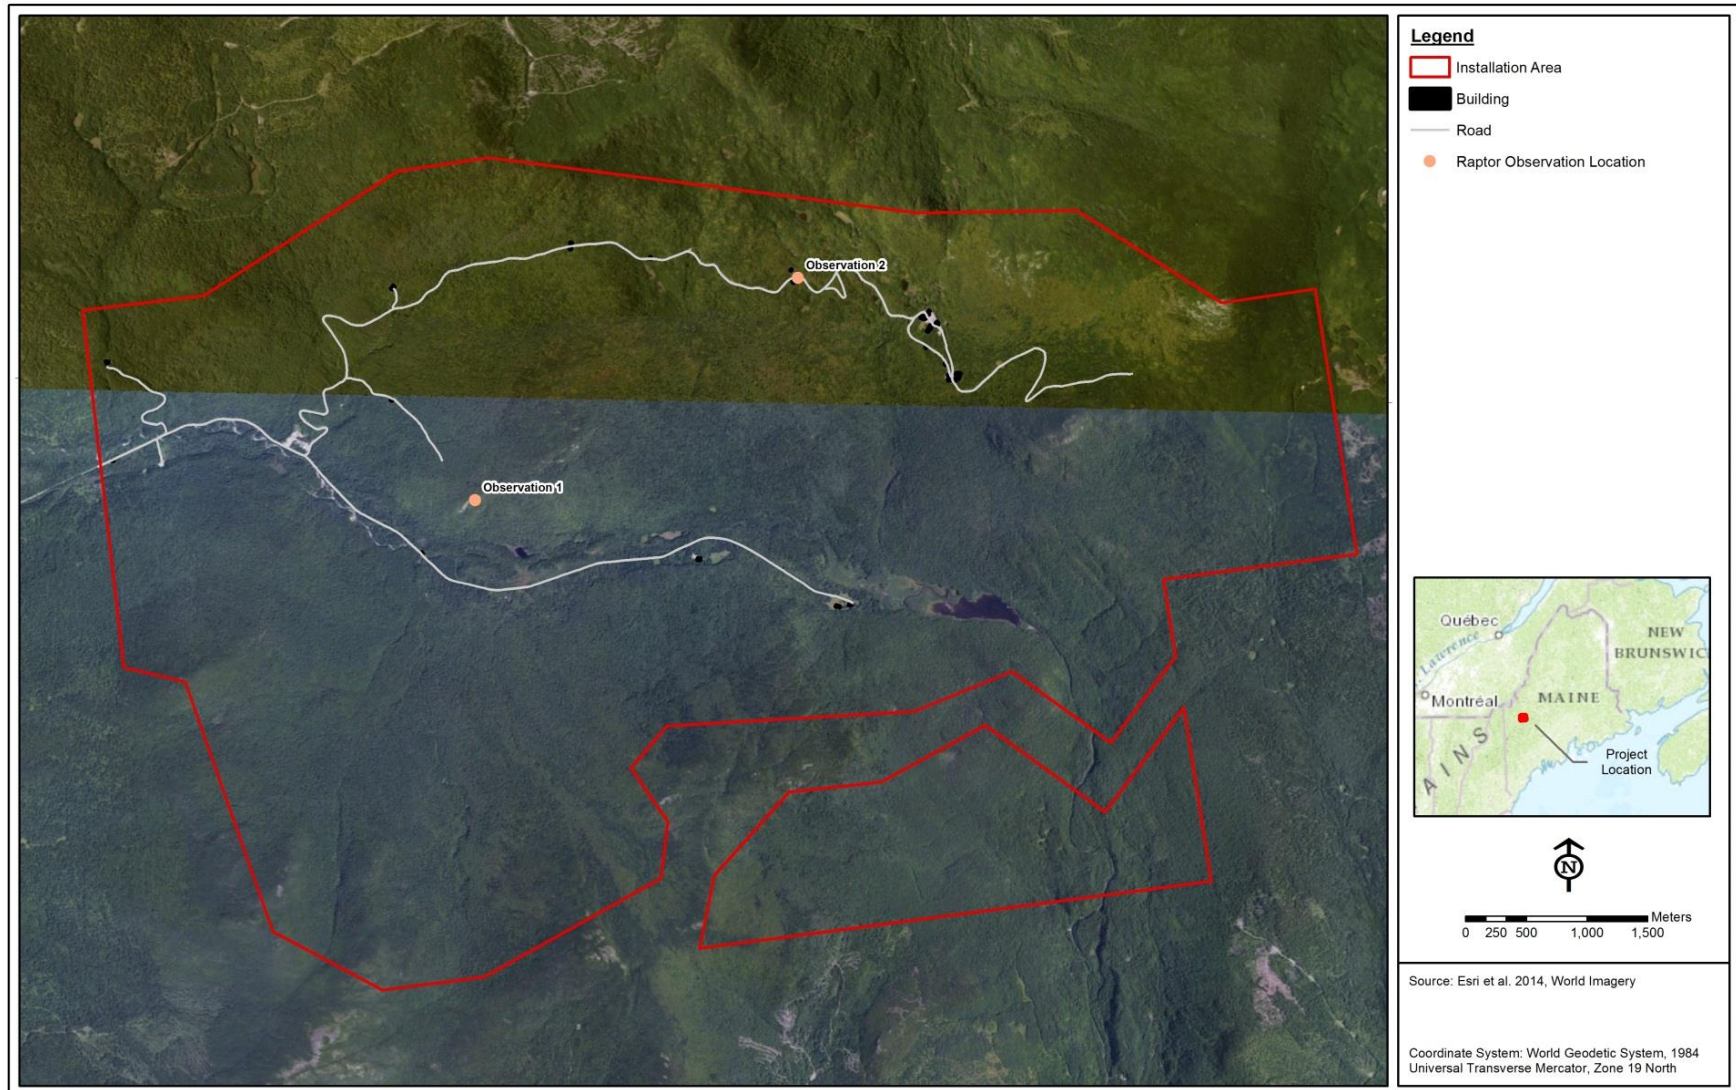 Observation 2
Observation 1
Legend
Installation Area
Building
Road
Raptor Observation Location
Québec
Lawrence
NEW
BRUNSWIC
Montréal
MAINE
AINS
Project
Location
N
Meters
0 250 500 1,000 1,500
Source: Esri et al. 2014, World Imagery
Coordinate System: World Geodetic System, 1984
Universal Transverse Mercator, Zone 19 North